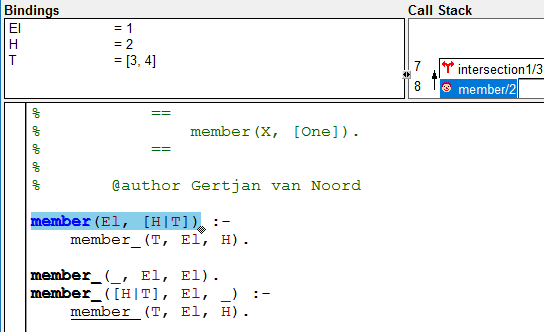 Bindings
Call Stack
El = 1
H = 2
T = [3, 4]
7 intersection/3
8 member/2
% ==
% member(X, [One]).
% ==
%
% @author Gertjan van Noord
member(El, [H|T]) :-
member_(T, El, H).
member_(_, El, El).
member_([H|T], El, _) :-
member_(T, El, H).